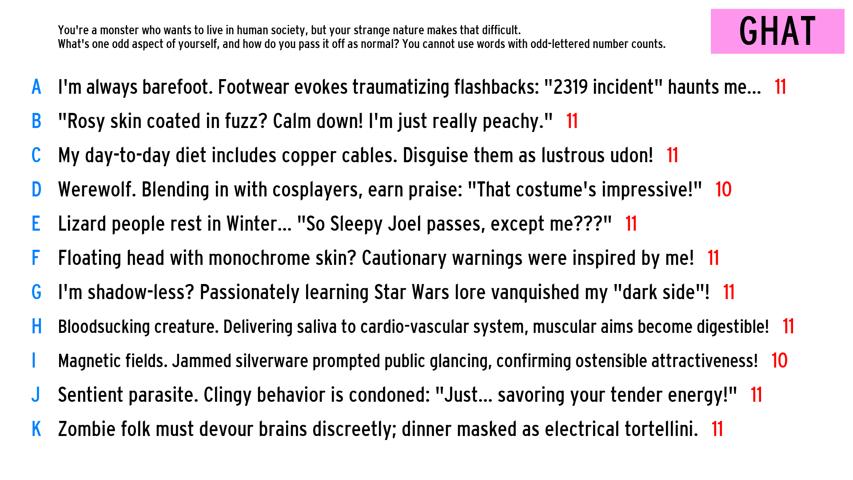 You're a monster who wants to live in human society, but your strange nature makes that difficult.
What's one odd aspect of yourself, and how do you pass it off as normal? You cannot use words with odd-lettered number counts.
GHAT
A I'm always barefoot. Footwear evokes traumatizing flashbacks: "2319 incident" haunts me... 11
B "Rosy skin coated in fuzz? Calm down! I'm just really peachy." 11
C My day-to-day diet includes copper cables. Disguise them as lustrous udon! 11
D Werewolf. Blending in with cosplayers, earn praise: "That costume's impressive!" 10
E Lizard people rest in Winter... "So Sleepy Joel passes, except me???" 11
F Floating head with monochrome skin? Cautionary warnings were inspired by me! 11
G I'm shadow-less? Passionately learning Star Wars lore vanquished my "dark side"! 11
H Bloodsucking creature. Delivering saliva to cardio-vascular system, muscular aims become digestible! 11
I Magnetic fields. Jammed silverware prompted public glancing, confirming ostensible attractiveness! 10
J Sentient parasite. Clingy behavior is condoned: "Just... savoring your tender energy!" 11
K Zombie folk must devour brains discreetly; dinner masked as electrical tortellini. 11